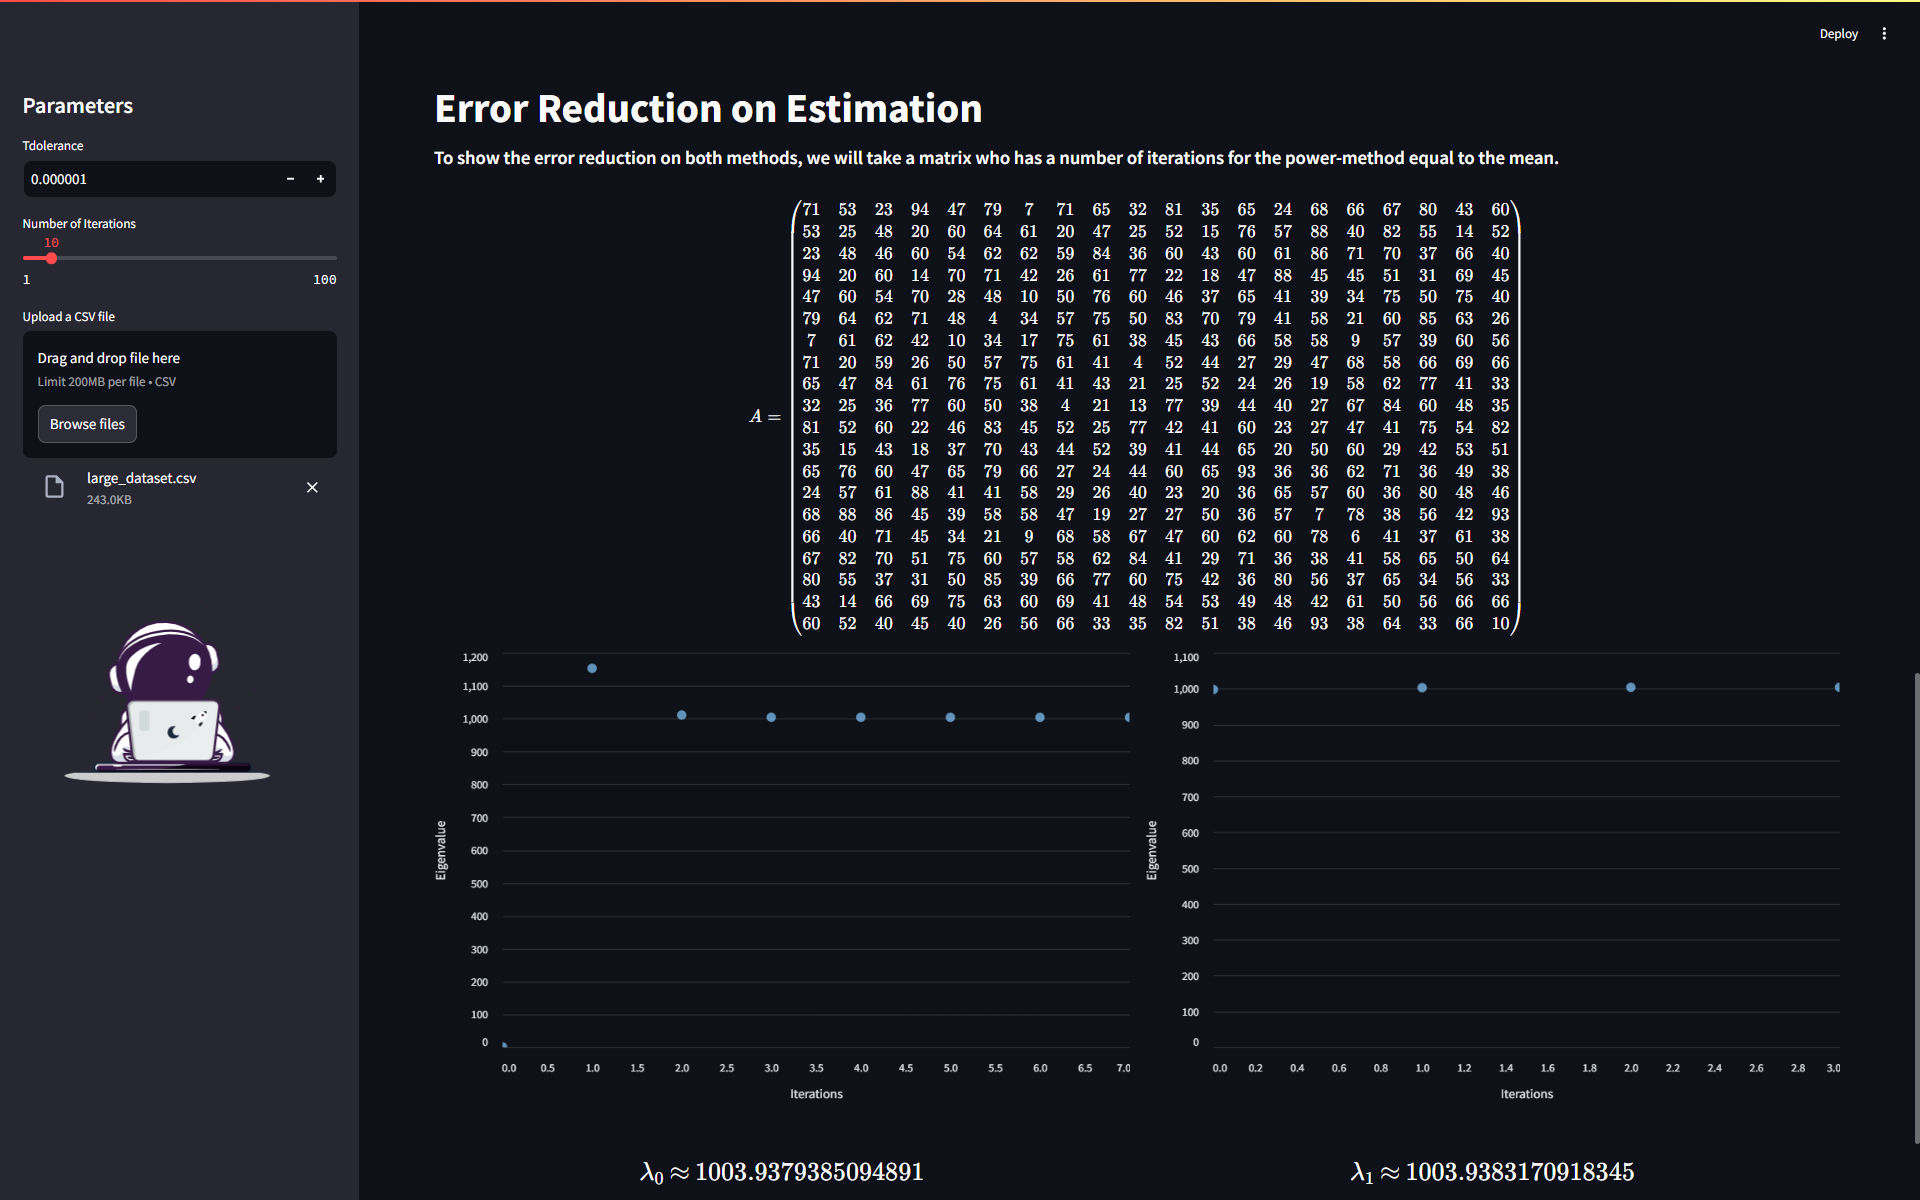 Deploy
Parameters
Tdolerance
0.000001
Number of Iterations
10
1 100
Upload a CSV file
Drag and drop file here
Limit 200MB per file • CSV
Browse files
large_dataset.csv
243.0KB
Error Reduction on Estimation
To show the error reduction on both methods, we will take a matrix who has a number of iterations for the power-method equal to the mean.
71 53 23 94 47 79 7 71 65 32 81 35 65 24 68 66 67 80 43 60
53 25 48 20 60 64 61 20 47 25 52 15 76 57 88 40 82 55 14 52
23 48 46 60 54 62 62 59 84 36 60 43 60 61 86 71 70 37 66 40
94 20 60 14 70 71 42 26 61 77 22 18 47 88 45 45 51 31 69 45
47 60 54 70 28 48 10 50 76 60 46 37 65 41 39 34 75 50 75 40
79 64 62 71 48 4 34 57 75 50 83 70 79 41 58 21 60 85 63 26
7 61 62 42 10 34 17 75 61 38 45 43 66 58 58 9 57 39 60 56
71 20 59 26 50 57 75 61 41 4 52 44 27 29 47 68 58 66 69 66
65 47 84 61 76 75 61 41 43 21 25 52 24 26 19 58 62 77 41 33
32 25 36 77 60 50 38 4 21 13 77 39 44 40 27 67 84 60 48 35
A =
81 52 60 22 46 83 45 52 25 77 42 41 60 23 27 47 41 75 54 82
35 15 43 18 37 70 43 44 52 39 41 44 65 20 50 60 29 42 53 51
65 76 60 47 65 79 66 27 24 44 60 65 93 36 36 62 71 36 49 38
24 57 61 88 41 41 58 29 26 40 23 20 36 65 57 60 36 80 48 46
68 88 86 45 39 58 58 47 19 27 27 50 36 57 7 78 38 56 42 93
66 40 71 45 34 21 9 68 58 67 47 60 62 60 78 6 41 37 61 38
67 82 70 51 75 60 57 58 62 84 41 29 71 36 38 41 58 65 50 64
80 55 37 31 50 85 39 66 77 60 75 42 36 80 56 37 65 34 56 33
43 14 66 69 75 63 60 69 41 48 54 53 49 48 42 61 50 56 66 66
60 52 40 45 40 26 56 66 33 35 82 51 38 46 93 38 64 33 66 10
1,200
1,100
1,000
900
800
700
600
500
400
300
200
100
0
Eigenvalue
0.0 0.5 1.0 1.5 2.0 2.5 3.0 3.5 4.0 4.5 5.0 5.5 6.0 6.5 7.0
Iterations
λ0 ≈ 1003.9379385094891
1,100
1,000
900
800
700
600
500
400
300
200
100
0
Eigenvalue
0.0 0.2 0.4 0.6 0.8 1.0 1.2 1.4 1.6 1.8 2.0 2.2 2.4 2.6 2.8 3.0
Iterations
λ1 ≈ 1003.9383170918345